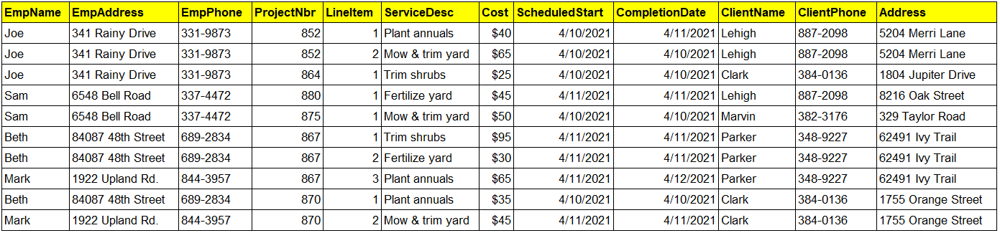 EmpName EmpAddress EmpPhone ProjectNbr LineItem ServiceDesc Cost ScheduledStart CompletionDate ClientName ClientPhone Address
Joe 341 Rainy Drive 331-9873 852 1 Plant annuals $40 4/10/2021 4/11/2021 Lehigh 887-2098 5204 Merri Lane
Joe 341 Rainy Drive 331-9873 852 2 Mow & trim yard $65 4/10/2021 4/10/2021 Lehigh 887-2098 5204 Merri Lane
Joe 341 Rainy Drive 331-9873 864 1 Trim shrubs $25 4/10/2021 4/10/2021 Clark 384-0136 1804 Jupiter Drive
Sam 6548 Bell Road 337-4472 880 1 Fertilize yard $45 4/11/2021 4/11/2021 Lehigh 887-2098 8216 Oak Street
Sam 6548 Bell Road 337-4472 875 1 Mow & trim yard $50 4/10/2021 4/10/2021 Marvin 382-3176 329 Taylor Road
Beth 84087 48th Street 689-2834 867 1 Trim shrubs $95 4/11/2021 4/11/2021 Parker 348-9227 62491 Ivy Trail
Beth 84087 48th Street 689-2834 867 2 Fertilize yard $30 4/11/2021 4/11/2021 Parker 348-9227 62491 Ivy Trail
Mark 1922 Upland Rd. 844-3957 867 3 Plant annuals $65 4/11/2021 4/12/2021 Parker 348-9227 62491 Ivy Trail
Beth 84087 48th Street 689-2834 870 1 Plant annuals $35 4/10/2021 4/10/2021 Clark 384-0136 1755 Orange Street
Mark 1922 Upland Rd. 844-3957 870 2 Mow & trim yard $45 4/11/2021 4/11/2021 Clark 384-0136 1755 Orange Street